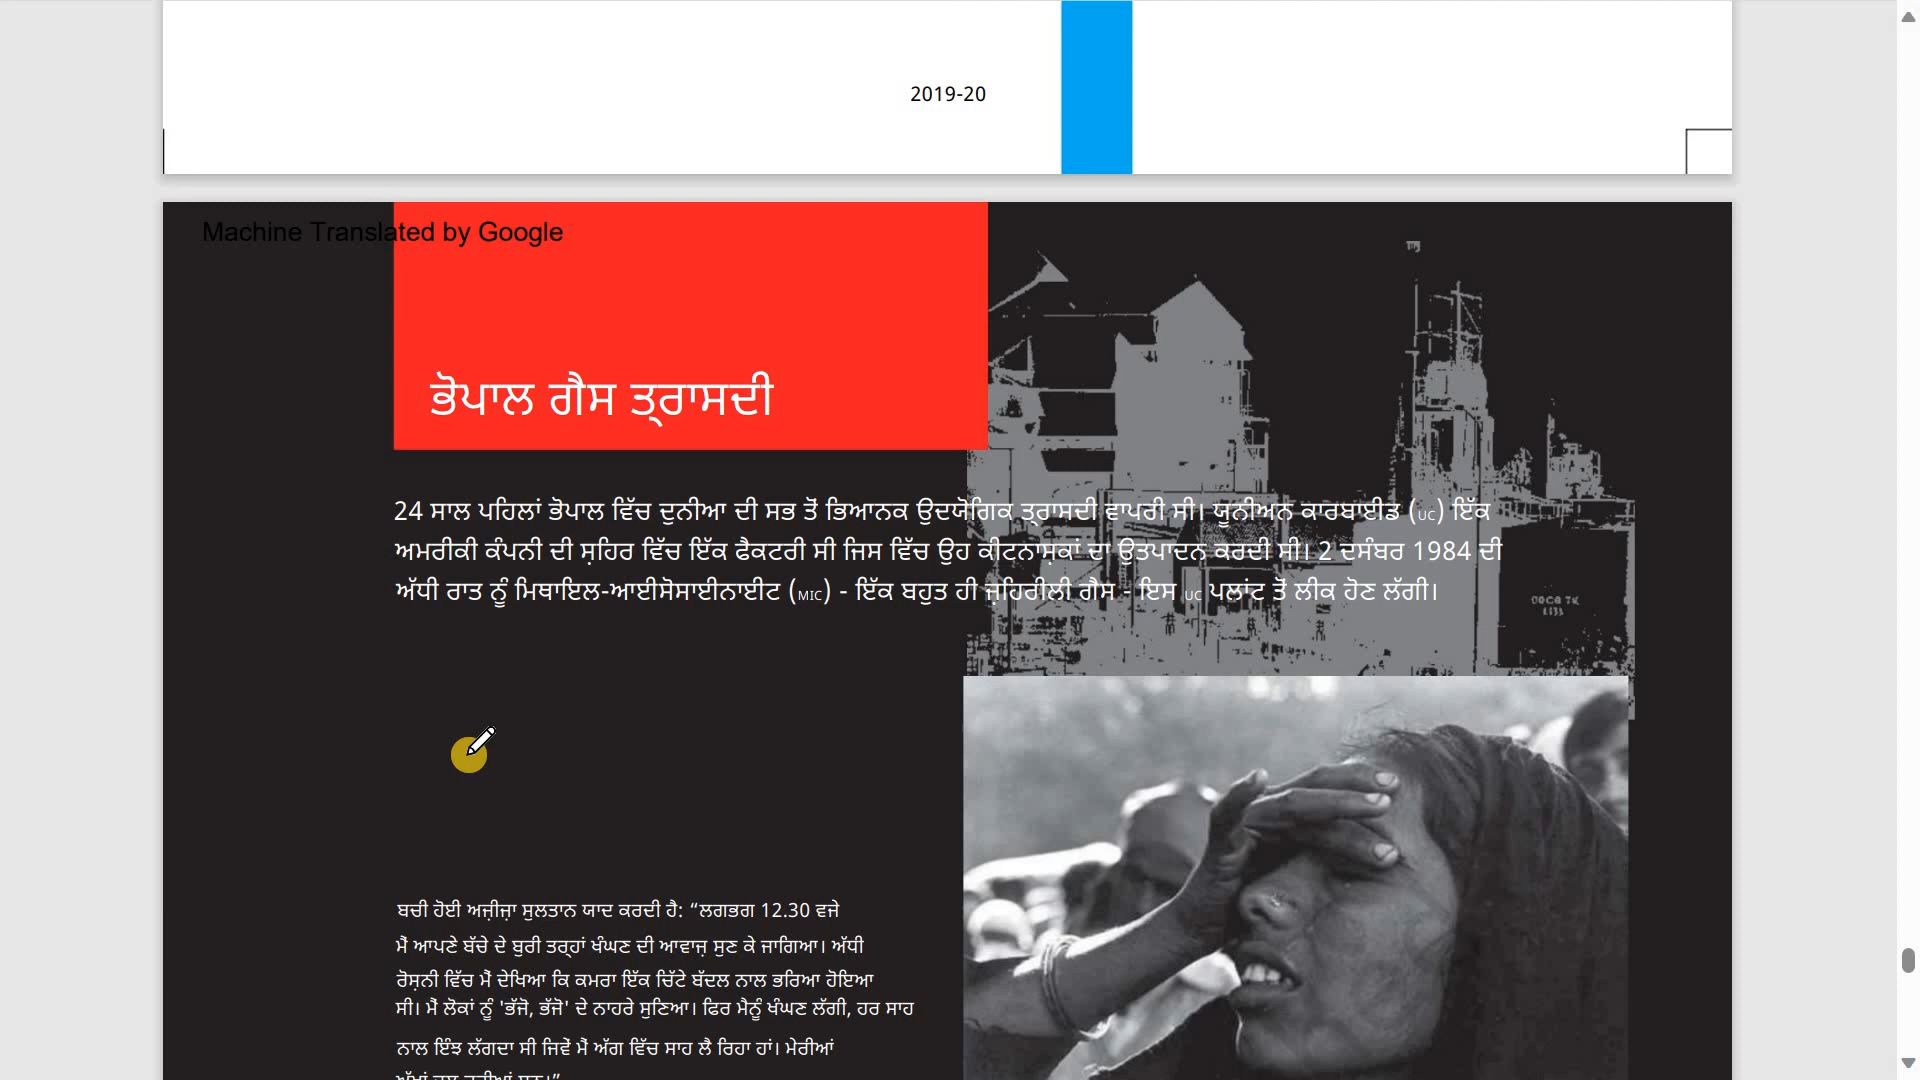 2019-20
Machine Translated by Google
ਭੋਪਾਲ ਗੈਸ ਤ੍ਰਾਸਦੀ
24 ਸਾਲ ਪਹਿਲਾਂ ਭੋਪਾਲ ਵਿੱਚ ਦੁਨੀਆ ਦੀ ਸਭ ਤੋਂ ਭਿਆਨਕ ਉਦਯੋਗਿਕ ਤ੍ਰਾਸਦੀ ਵਾਪਰੀ ਸੀ। ਯੂਨੀਅਨ ਕਾਰਬਾਈਡ (UC) ਇੱਕ
ਅਮਰੀਕੀ ਕੰਪਨੀ ਦੀ ਸ਼ਹਿਰ ਵਿੱਚ ਇੱਕ ਫੈਕਟਰੀ ਸੀ ਜਿਸ ਵਿੱਚ ਉਹ ਕੀਟਨਾਸ਼ਕਾਂ ਦਾ ਉਤਪਾਦਨ ਕਰਦੀ ਸੀ। 2 ਦਸੰਬਰ 1984 ਦੀ
ਅੱਧੀ ਰਾਤ ਨੂੰ ਮਿਥਾਇਲ-ਆਈਸੋਸਾਈਨਾਈਟ (MIC) - ਇੱਕ ਬਹੁਤ ਹੀ ਜ਼ਹਿਰੀਲੀ ਗੈਸ - ਇਸ UC ਪਲਾਂਟ ਤੋਂ ਲੀਕ ਹੋਣ ਲੱਗੀ।
ਬਚੀ ਹੋਈ ਅਜ਼ੀਜ਼ਾ ਸੁਲਤਾਨ ਯਾਦ ਕਰਦੀ ਹੈ: “ਲਗਭਗ 12.30 ਵਜੇ
ਮੈਂ ਆਪਣੇ ਬੱਚੇ ਦੇ ਬੁਰੀ ਤਰ੍ਹਾਂ ਖੰਘਣ ਦੀ ਆਵਾਜ਼ ਸੁਣ ਕੇ ਜਾਗਿਆ। ਅੱਧੀ
ਰੋਸ਼ਨੀ ਵਿੱਚ ਮੈਂ ਦੇਖਿਆ ਕਿ ਕਮਰਾ ਇੱਕ ਚਿੱਟੇ ਬੱਦਲ ਨਾਲ ਭਰਿਆ ਹੋਇਆ
ਸੀ। ਮੈਂ ਲੋਕਾਂ ਨੂੰ 'ਭੱਜੋ, ਭੱਜੋ' ਦੇ ਨਾਹਰੇ ਸੁਣਿਆ। ਫਿਰ ਮੈਨੂੰ ਖੰਘਣ ਲੱਗੀ, ਹਰ ਸਾਹ
ਨਾਲ ਇੰਝ ਲੱਗਦਾ ਸੀ ਜਿਵੇਂ ਮੈਂ ਅੱਗ ਵਿੱਚ ਸਾਹ ਲੈ ਰਿਹਾ ਹਾਂ। ਮੇਰੀਆਂ